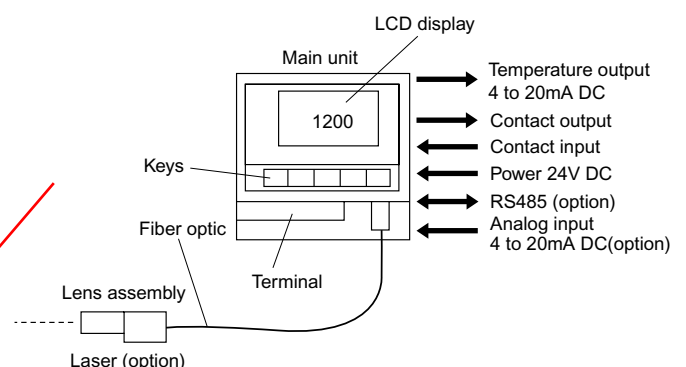 LCD display
Main unit
1200
Temperature output
4 to 20mA DC
Contact output
Contact input
Keys
Power 24V DC
RS485 (option)
Fiber optic
Analog input
4 to 20mA DC(option)
Terminal
Lens assembly
Laser (option)